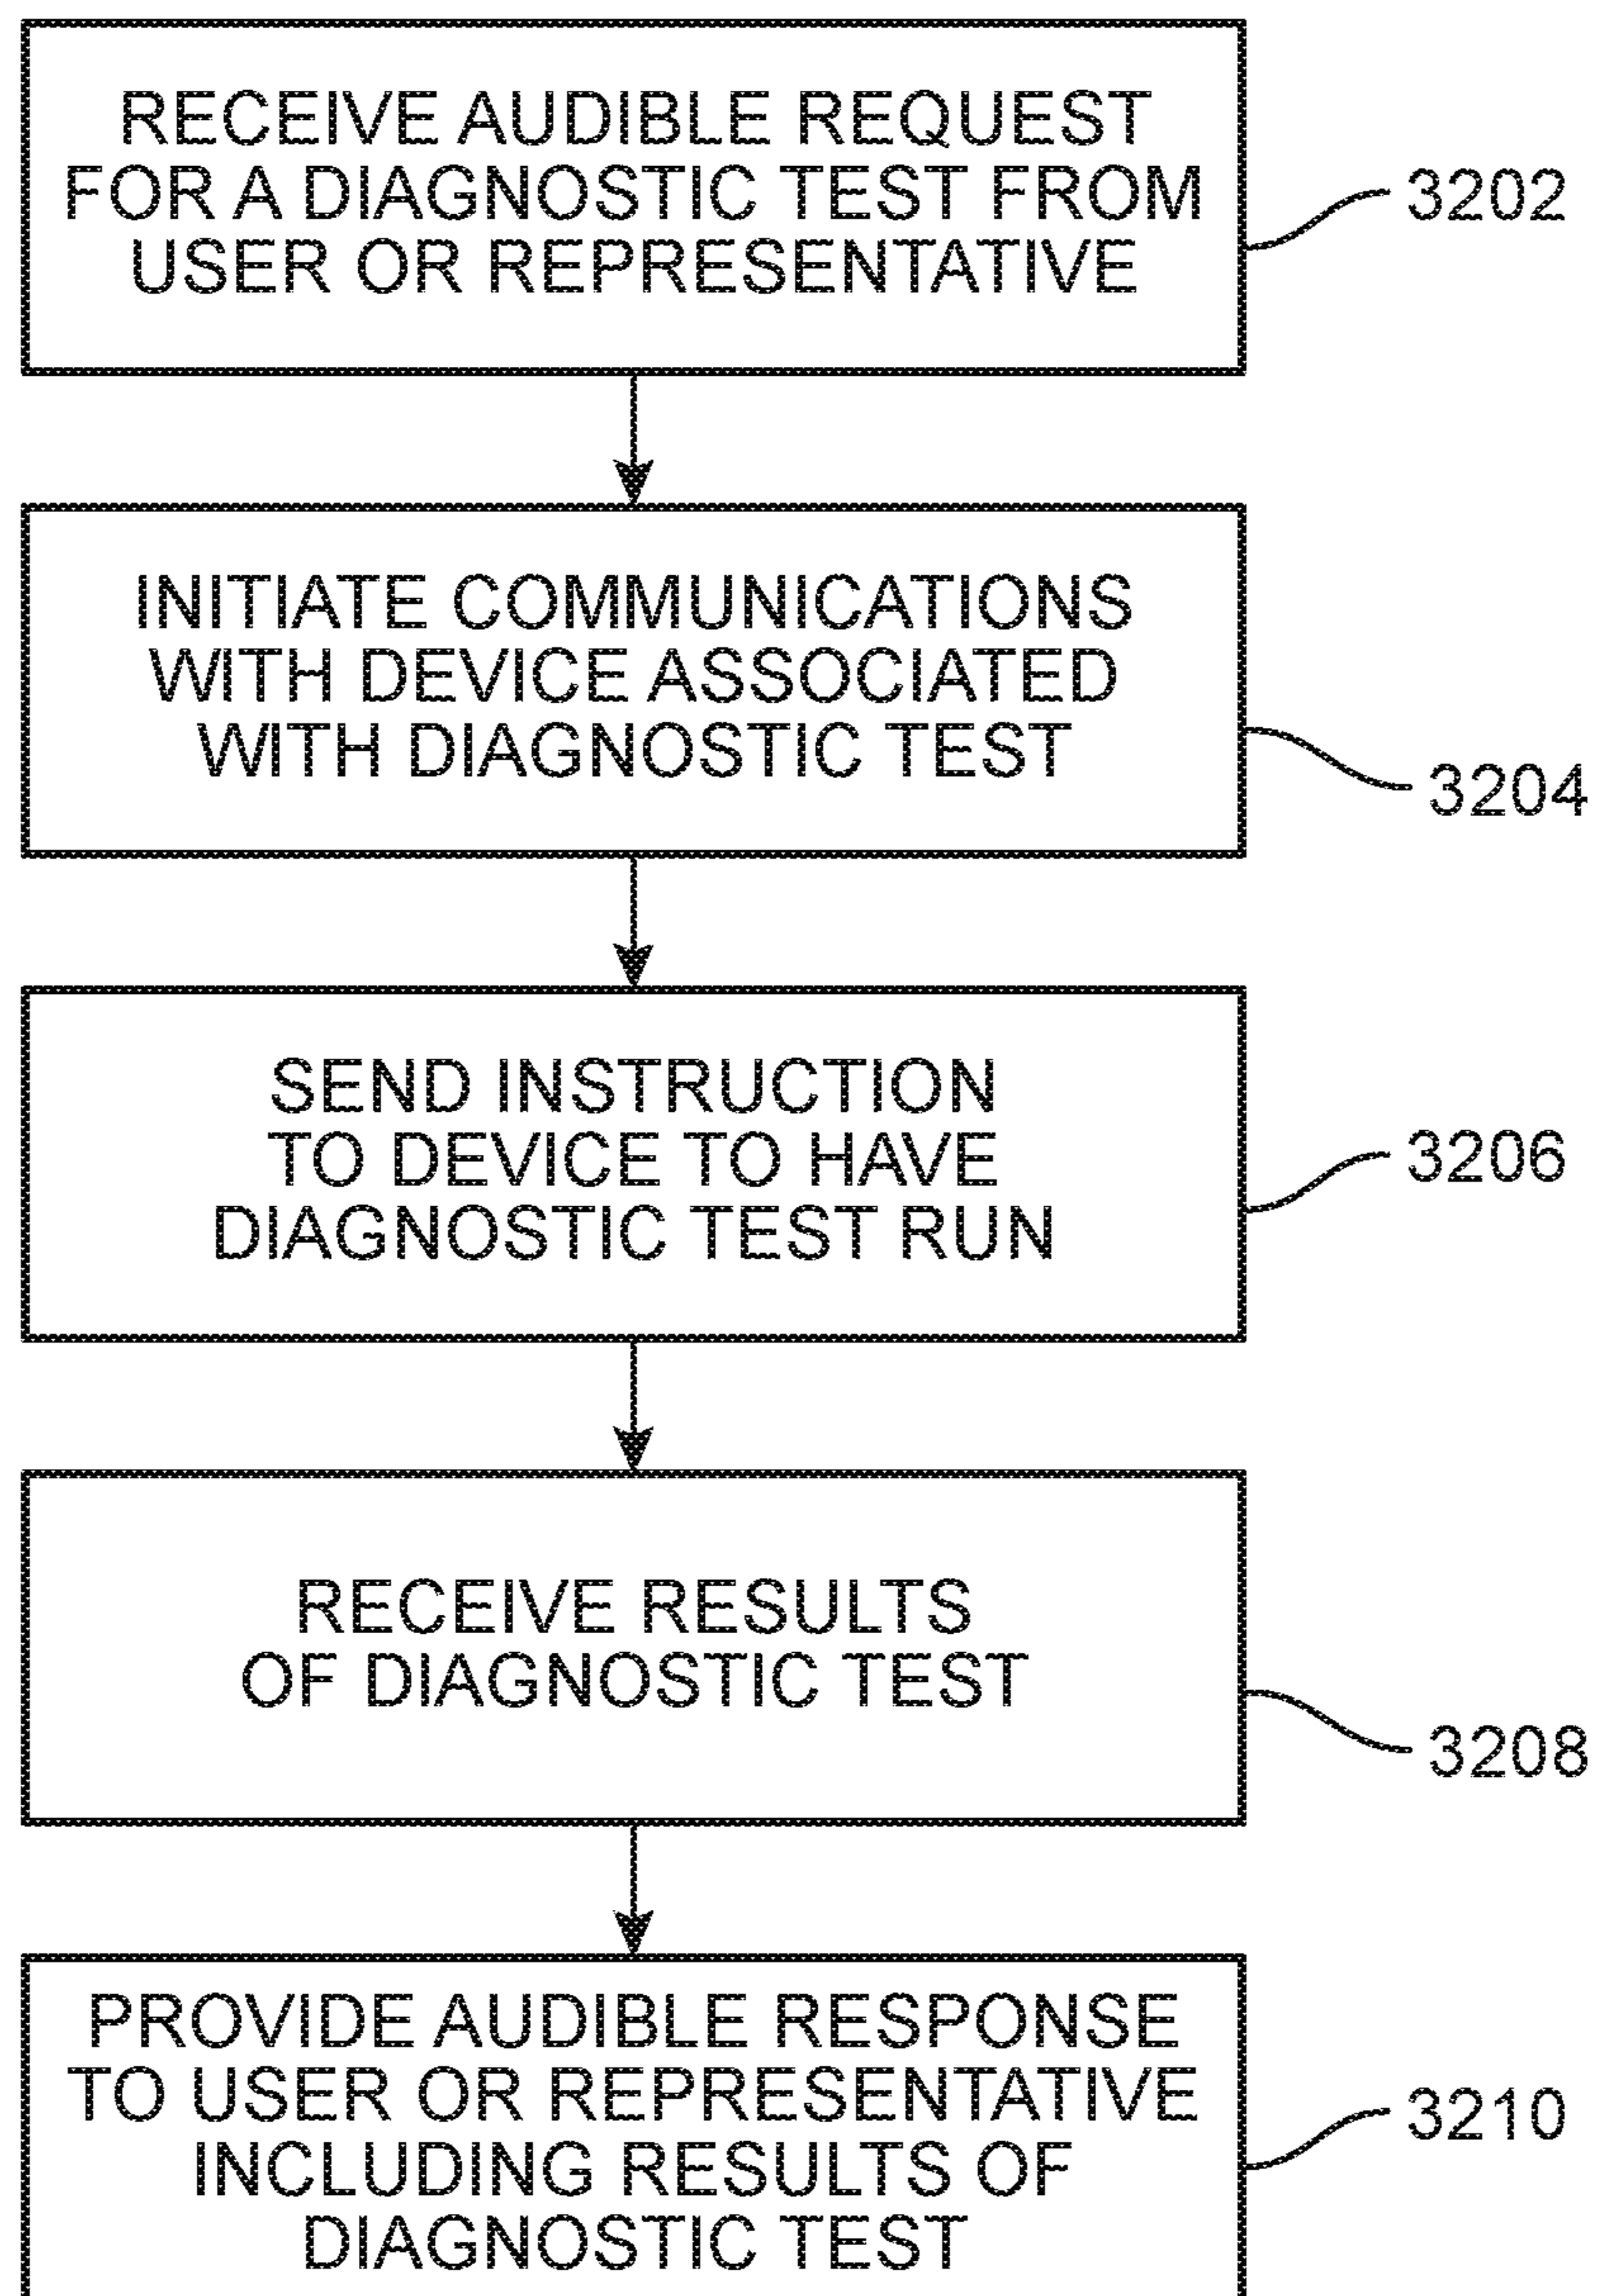 RECEIVE AUDIBLE REQUEST
FOR A DIAGNOSTIC TEST FROM
USER OR REPRESENTATIVE
3202
INITIATE COMMUNICATIONS
WITH DEVICE ASSOCIATED
WITH DIAGNOSTIC TEST
3204
SEND INSTRUCTION
TO DEVICE TO HAVE
DIAGNOSTIC TEST RUN
3206
RECEIVE RESULTS
OF DIAGNOSTIC TEST
3208
PROVIDE AUDIBLE RESPONSE
TO USER OR REPRESENTATIVE
INCLUDING RESULTS OF
DIAGNOSTIC TEST
3210